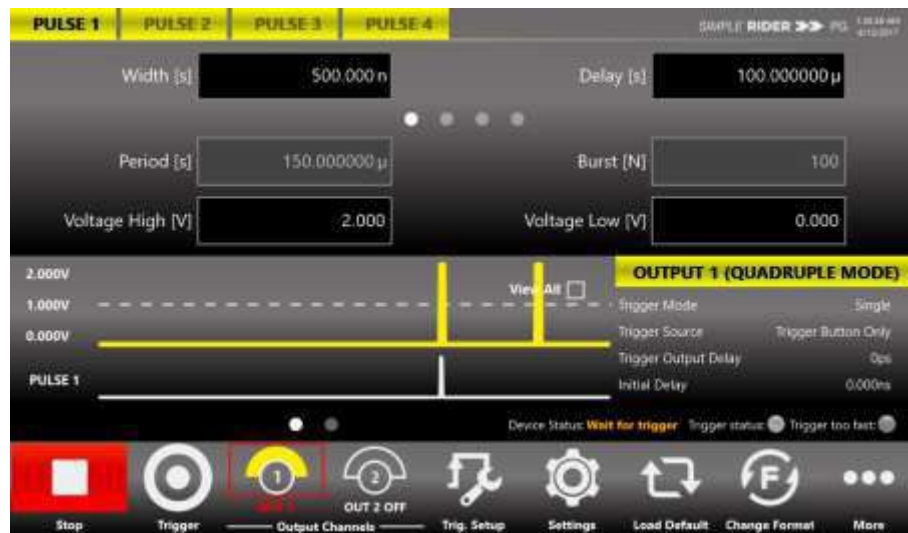 PULSE 1 PULSE 2 PULSE 3 PULSE 4 SIMPLE RIDER PG
Width [s] 500.000 n Delay [s] 100.000000 µ
Period [s] 150.000000 µ Burst [N] 100
Voltage High [V] 2.000 Voltage Low [V] 0.000
2.000V
1.000V
0.000V
PULSE 1
View All
OUTPUT 1 (QUADRUPLE MODE)
Trigger Mode Single
Trigger Source Trigger Button Only
Trigger Output Delay 0ps
Initial Delay 0.000ns
Device Status: Wait for trigger Trigger status: Trigger too fast:
1 2 F
OUT 2 OFF
Stop Trigger Output Channels Trig. Setup Settings Load Default Change Format More